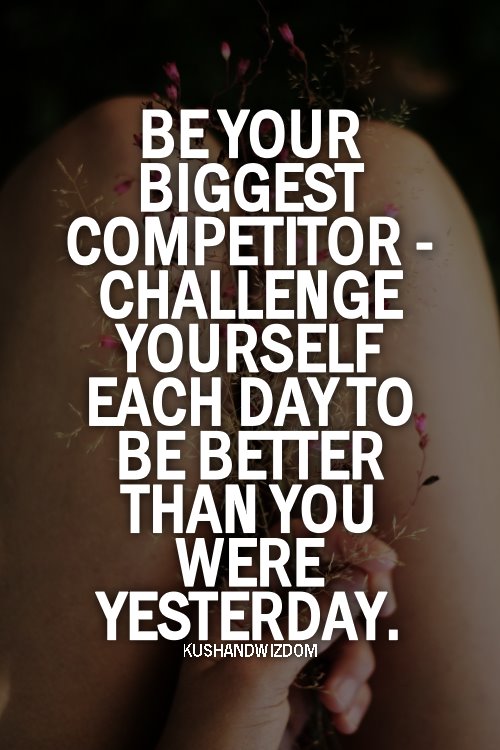 BE YOUR
BIGGEST
COMPETITOR -
CHALLENGE
YOURSELF
EACH DAY TO
BE BETTER
THAN YOU
WERE
YESTERDAY.
KUSHANDWIZDOM